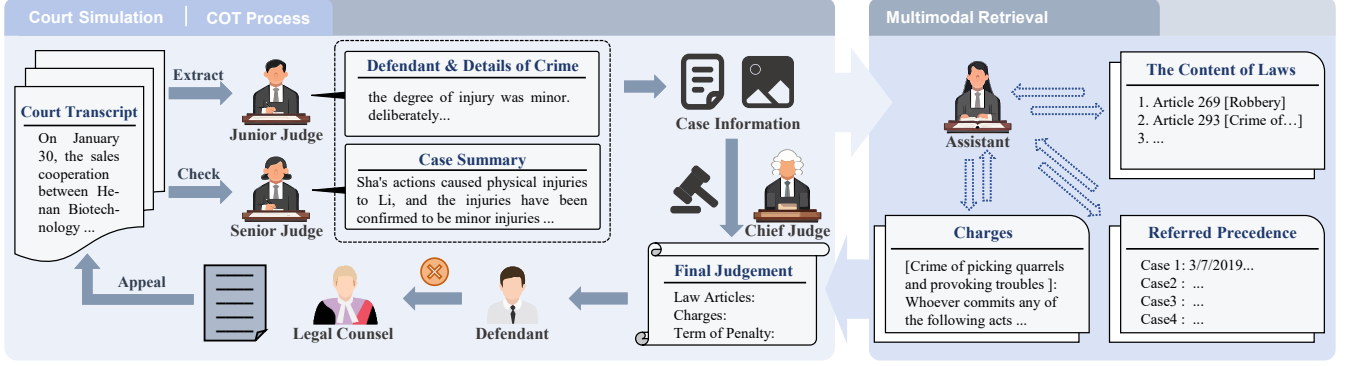 Court Simulation | COT Process
Extract
Court Transcript
On January
30, the sales
cooperation
between He-
nan Biotech-
nology ...
Check
Junior Judge
Senior Judge
Defendant & Details of Crime
the degree of injury was minor.
deliberately...
Case Summary
Sha's actions caused physical injuries
to Li, and the injuries have been
confirmed to be minor injuries ...
Case Information
Chief Judge
Final Judgement
Law Articles:
Charges:
Term of Penalty:
Defendant
Legal Counsel
Appeal
Multimodal Retrieval
Assistant
The Content of Laws
1. Article 269 [Robbery]
2. Article 293 [Crime of…]
3. ...
Charges
[Crime of picking quarrels
and provoking troubles ]:
Whoever commits any of
the following acts ...
Referred Precedence
Case 1: 3/7/2019...
Case2 : ...
Case3 : ...
Case4 : ...